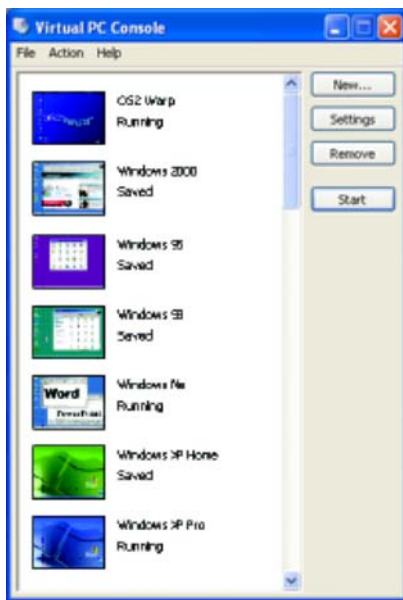 Virtual PC Console
File Action Help
New...
Settings
Remove
Start
OS2 Warp
Running
Windows 2000
Saved
Windows 95
Saved
Windows 98
Saved
Word
PowerPoint
Windows Me
Running
Windows XP Home
Saved
Windows XP Pro
Running